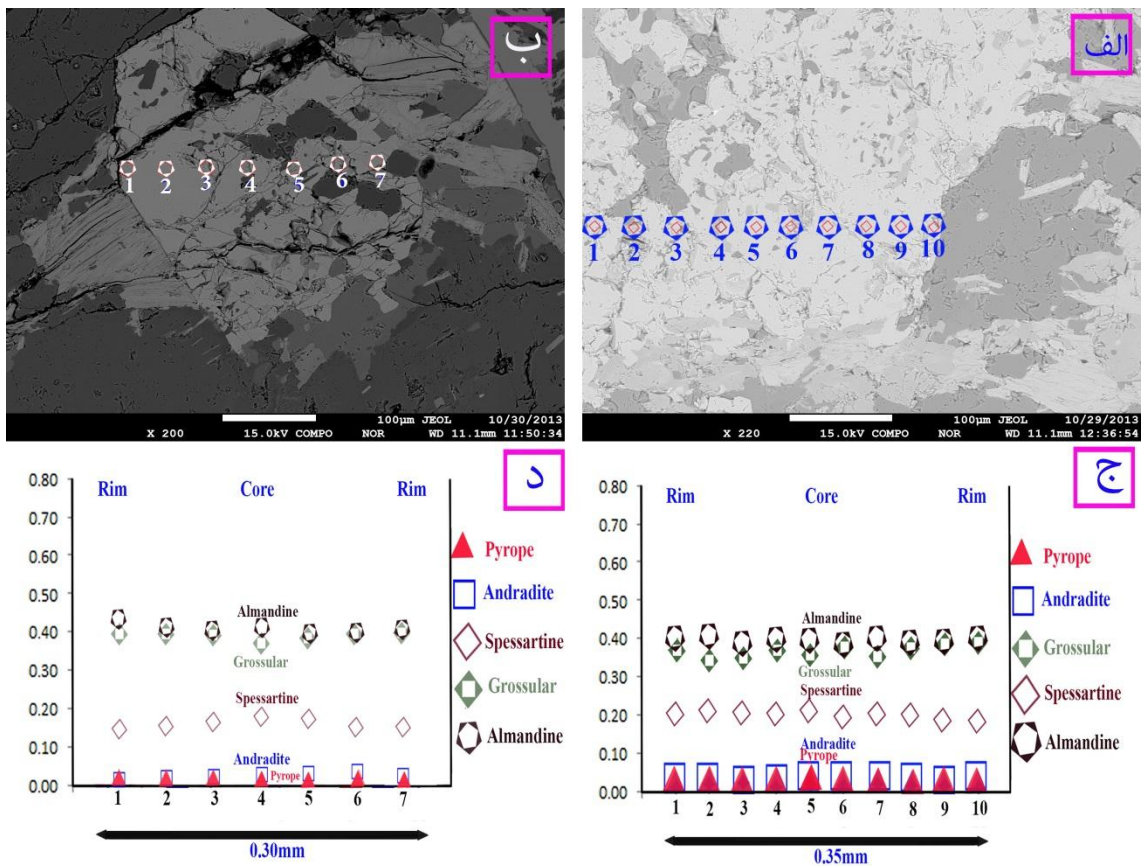 ب
1 2 3 4 5 6 7
100μm JEOL 10/30/2013
X 200 15.0kV COMPO NOR WD 11.1mm 11:50:34
الف
1 2 3 4 5 6 7 8 9 10
100μm JEOL 10/29/2013
X 220 15.0kV COMPO NOR WD 11.1mm 12:36:54
د
Rim Core Rim
0.80
0.70
0.60
0.50
0.40
0.30
0.20
0.10
0.00
Almandine
Grossular
Spessartine
Andradite
Pyrope
1 2 3 4 5 6 7
0.30mm
Pyrope
Andradite
Spessartine
Grossular
Almandine
ج
Rim Core Rim
0.80
0.70
0.60
0.50
0.40
0.30
0.20
0.10
0.00
Almandine
Grossular
Spessartine
Andradite
Pyrope
1 2 3 4 5 6 7 8 9 10
0.35mm
Pyrope
Andradite
Grossular
Spessartine
Almandine